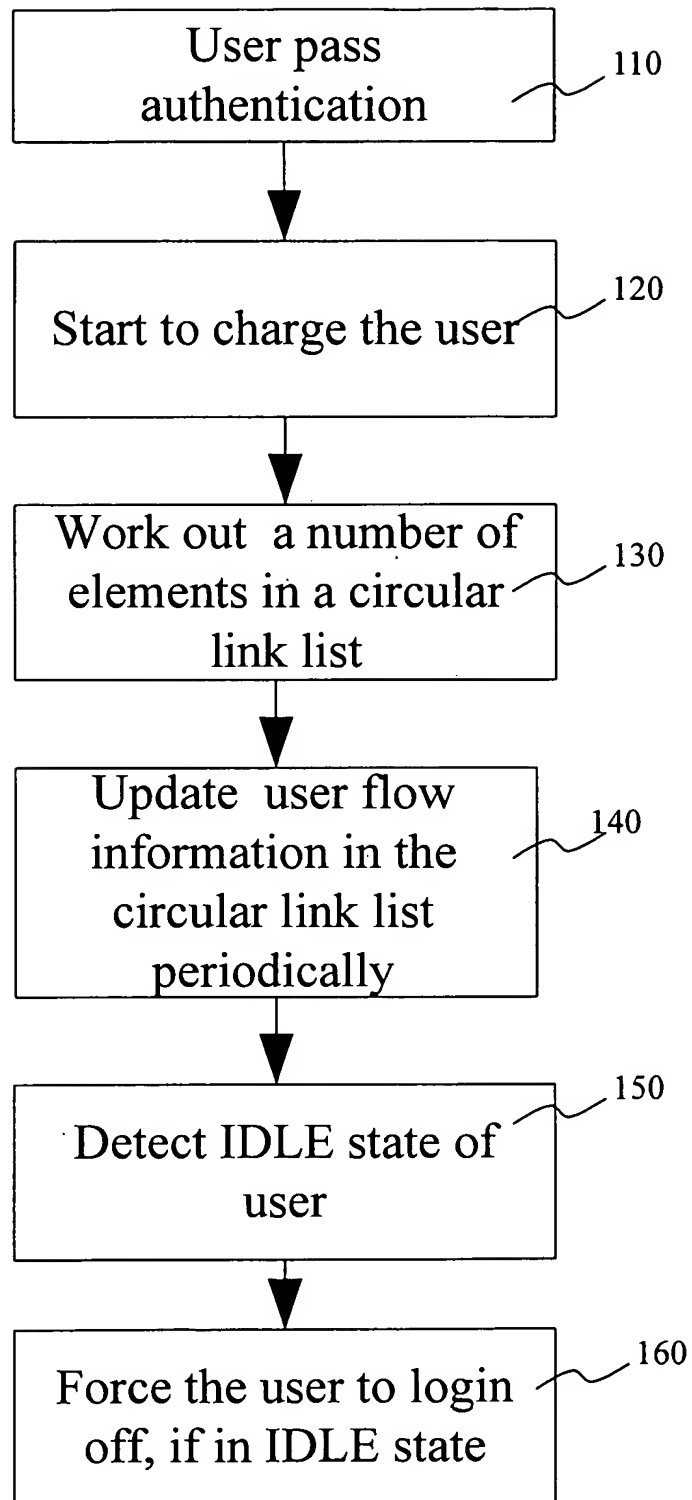 User pass
authentication
110
Start to charge the user
120
Work out a number of
elements in a circular
link list
130
Update user flow
information in the
circular link list
periodically
140
Detect IDLE state of
user
150
Force the user to login
off, if in IDLE state
160